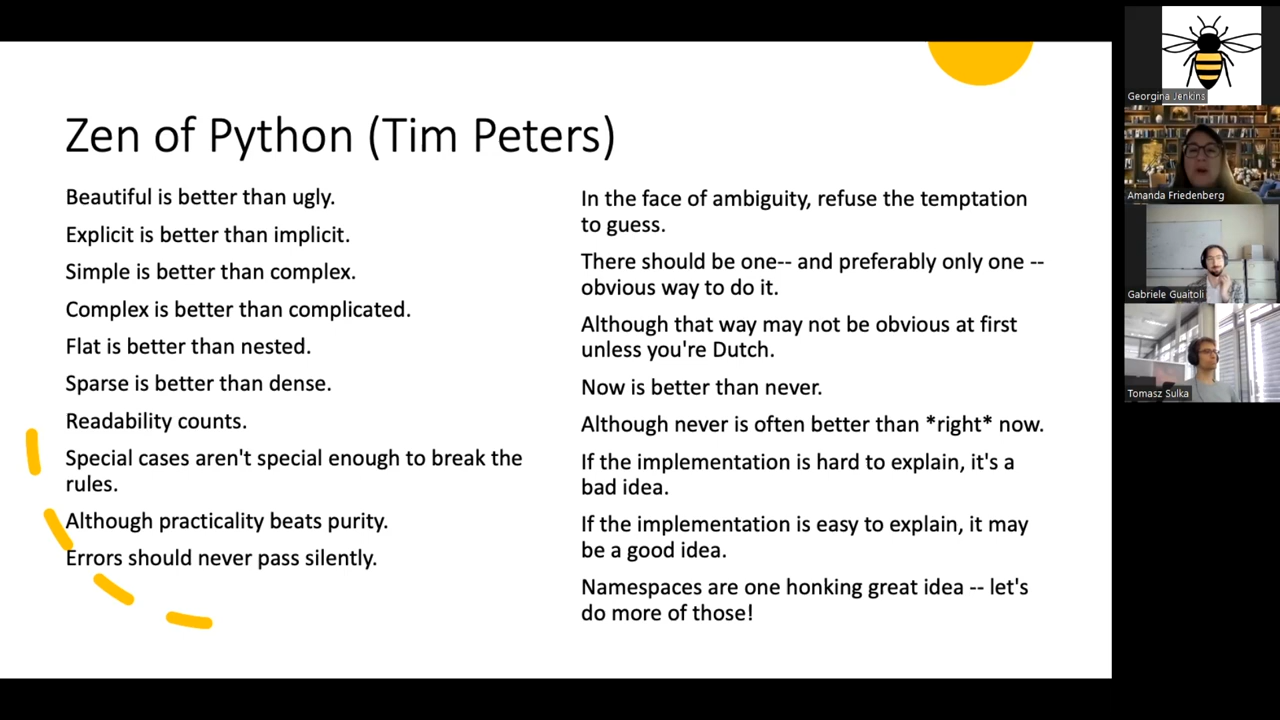 Zen of Python (Tim Peters)
Beautiful is better than ugly.
Explicit is better than implicit.
Simple is better than complex.
Complex is better than complicated.
Flat is better than nested.
Sparse is better than dense.
Readability counts.
Special cases aren't special enough to break the
rules.
Although practicality beats purity.
Errors should never pass silently.
In the face of ambiguity, refuse the temptation
to guess.
There should be one-- and preferably only one --
obvious way to do it.
Although that way may not be obvious at first
unless you're Dutch.
Now is better than never.
Although never is often better than *right* now.
If the implementation is hard to explain, it's a
bad idea.
If the implementation is easy to explain, it may
be a good idea.
Namespaces are one honking great idea -- let's
do more of those!
Georgina Jenkins
Amanda Friedenberg
Gabriele Guaitoli
Tomasz Sulka